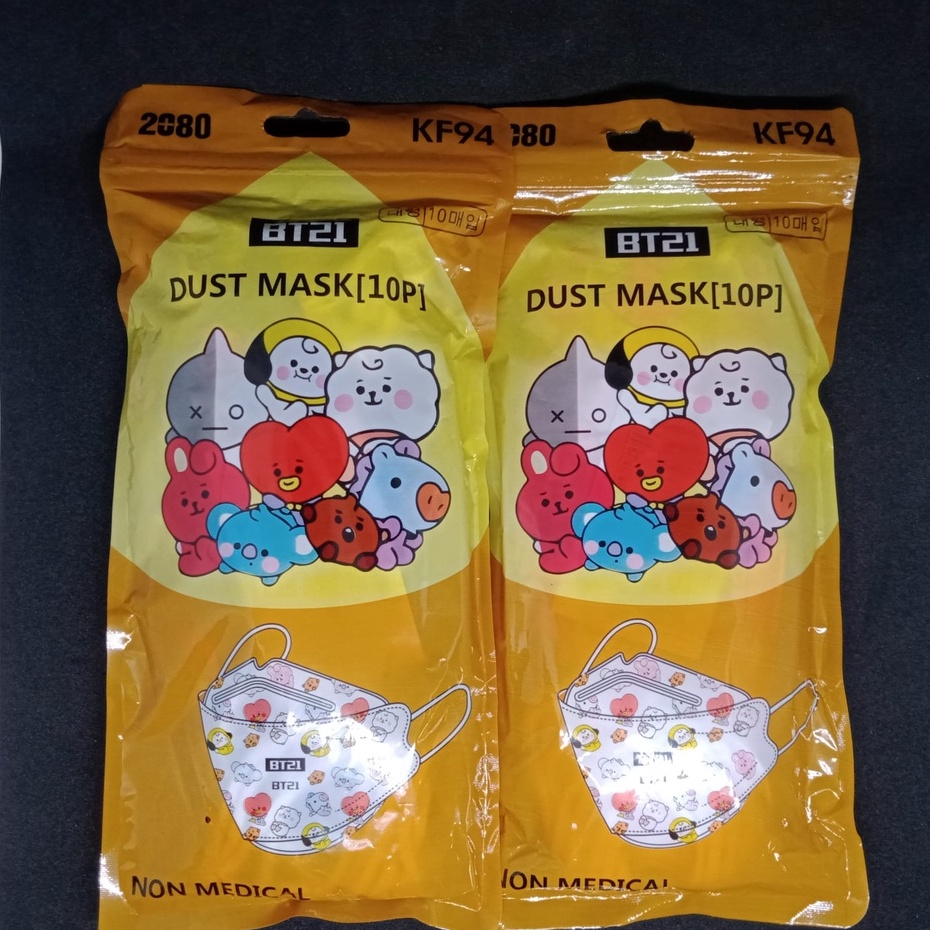 2080 KF94
대형 10매입
BT21
DUST MASK[10P]
BT21
BT21
NON MEDICAL
080 KF94
대형 10매입
BT21
DUST MASK[10P]
NON MEDICAL